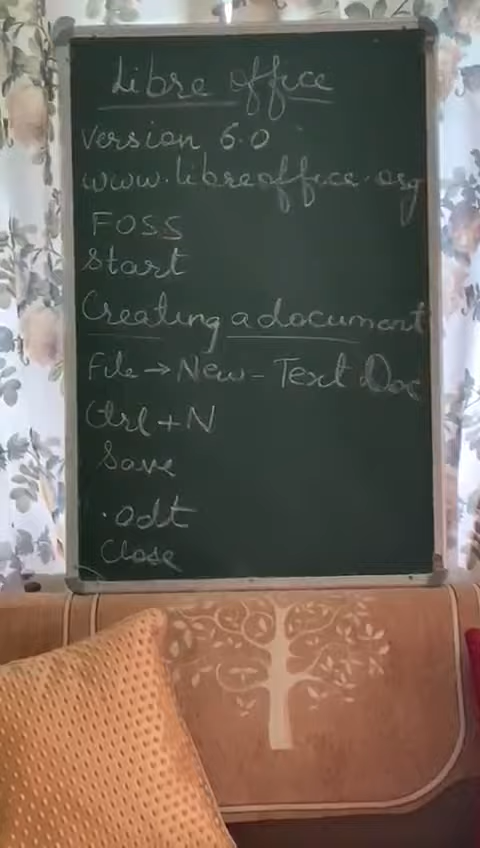 Libre office
Version 6.0
www.libreoffice.org
FOSS
Start
Creating a document
File → New - Text Doc
Ctrl + N
Save
.odt
Close